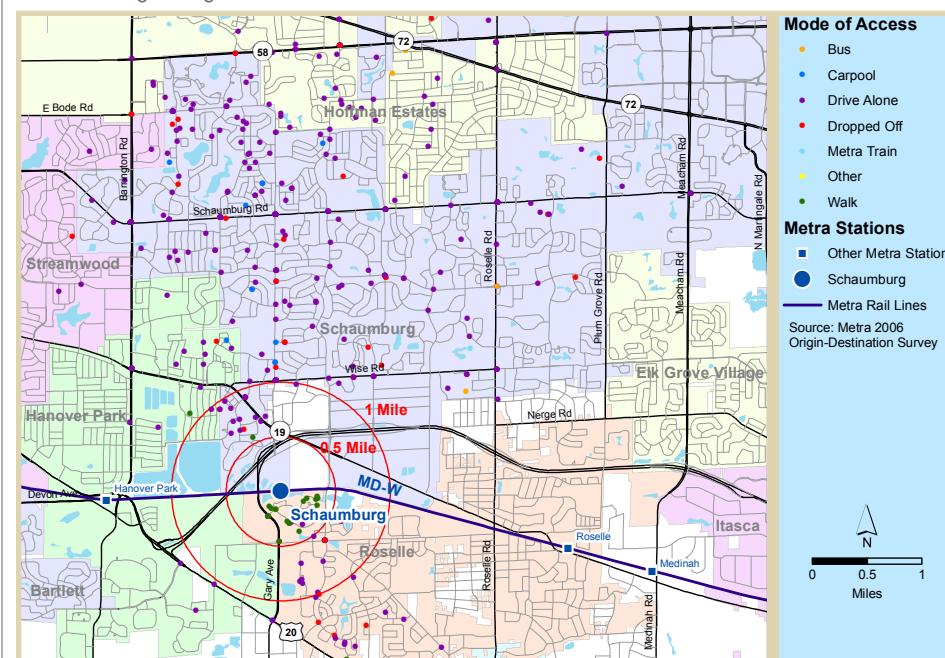 58
72
72
E Bode Rd
Hoffman Estates
Barrington Rd
Meacham Rd
N Martingale Rd
Schaumburg Rd
Streamwood
Roselle Rd
Plum Grove Rd
Meacham Rd
Schaumburg
Wise Rd
Elk Grove Village
Hanover Park
1 Mile
Nerge Rd
19
0.5 Mile
Devon Ave
Hanover Park
MD-W
Schaumburg
Itasca
Roselle
Roselle
Medinah
Bartlett
Gary Ave
Roselle Rd
Medinah Rd
20
Mode of Access
Bus
Carpool
Drive Alone
Dropped Off
Metra Train
Other
Walk
Metra Stations
Other Metra Station
Schaumburg
Metra Rail Lines
Source: Metra 2006
Origin-Destination Survey
N
0 0.5 1
Miles